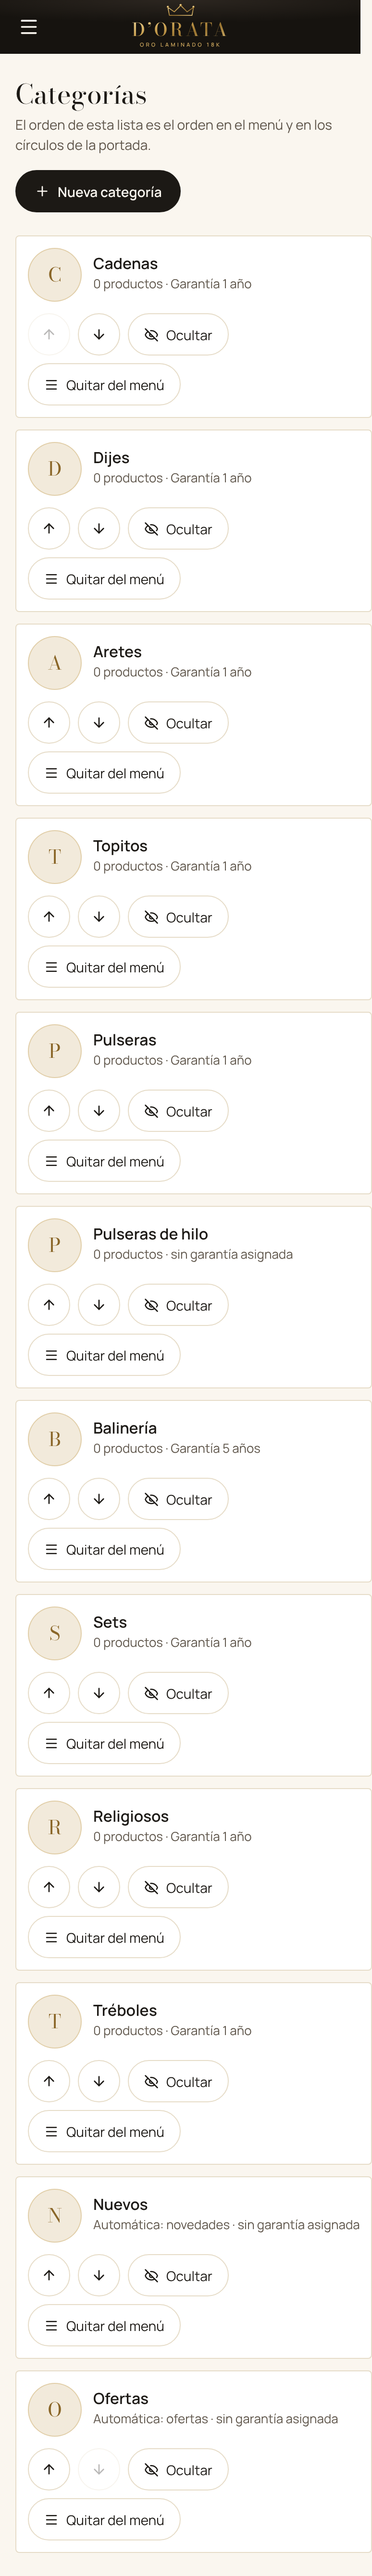 D'ORATA
ORO LAMINADO 18K
Categorías
El orden de esta lista es el orden en el menú y en los
círculos de la portada.
+ Nueva categoría
C
Cadenas
0 productos · Garantía 1 año
Ocultar
Quitar del menú
D
Dijes
0 productos · Garantía 1 año
Ocultar
Quitar del menú
A
Aretes
0 productos · Garantía 1 año
Ocultar
Quitar del menú
T
Topitos
0 productos · Garantía 1 año
Ocultar
Quitar del menú
P
Pulseras
0 productos · Garantía 1 año
Ocultar
Quitar del menú
P
Pulseras de hilo
0 productos · sin garantía asignada
Ocultar
Quitar del menú
B
Balinería
0 productos · Garantía 5 años
Ocultar
Quitar del menú
S
Sets
0 productos · Garantía 1 año
Ocultar
Quitar del menú
R
Religiosos
0 productos · Garantía 1 año
Ocultar
Quitar del menú
T
Tréboles
0 productos · Garantía 1 año
Ocultar
Quitar del menú
N
Nuevos
Automática: novedades · sin garantía asignada
Ocultar
Quitar del menú
O
Ofertas
Automática: ofertas · sin garantía asignada
Ocultar
Quitar del menú